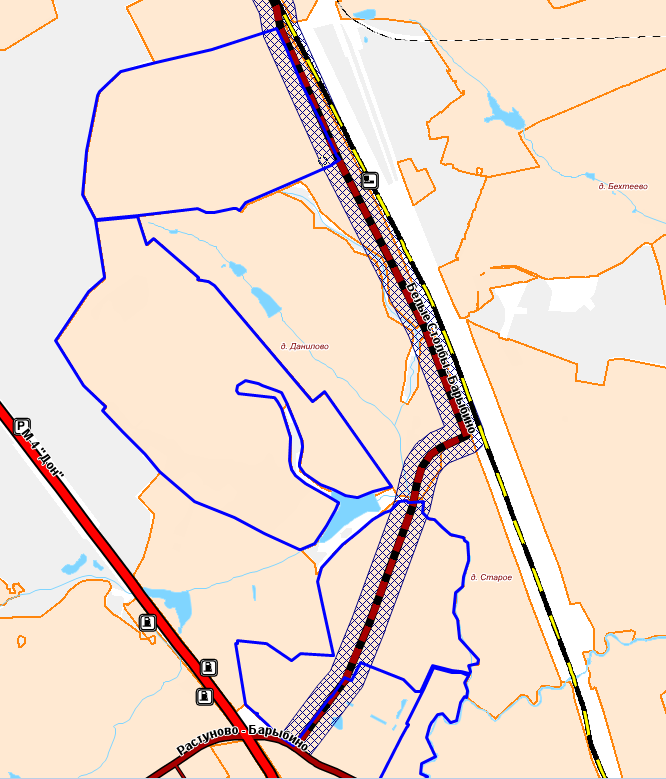 д. Бехтеево
Белые Столбы - Барыбино
д. Данилово
P
М-4 "Дон"
д. Старое
Растуново - Барыбино